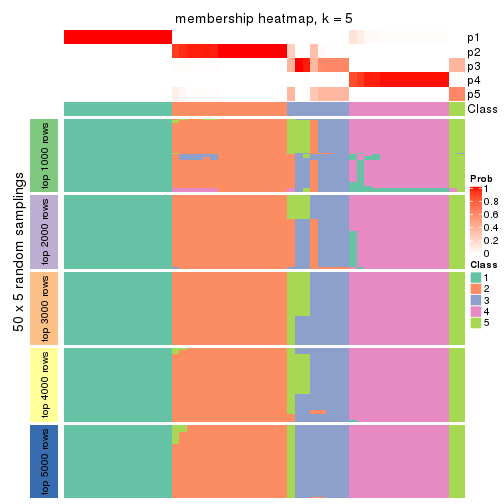 membership heatmap, k = 5
p1
p2
p3
p4
p5
Class
50 x 5 random samplings
top 1000 rows
top 2000 rows
top 3000 rows
top 4000 rows
top 5000 rows
Prob
1
0.8
0.6
0.4
0.2
0
Class
1
2
3
4
5